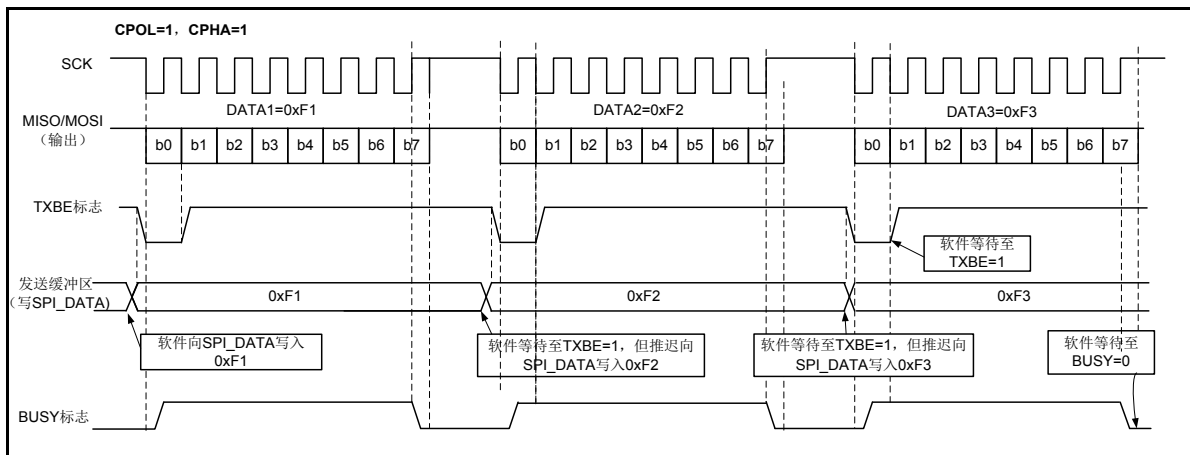 CPOL=1，CPHA=1
SCK
DATA1=0xF1
DATA2=0xF2
DATA3=0xF3
MISO/MOSI
（输出）
b0 b1 b2 b3 b4 b5 b6 b7
b0 b1 b2 b3 b4 b5 b6 b7
b0 b1 b2 b3 b4 b5 b6 b7
TXBE标志
软件等待至
TXBE=1
发送缓冲区
（写SPI_DATA)
0xF1
0xF2
0xF3
软件向SPI_DATA写入
0xF1
软件等待至TXBE=1，但推迟向
SPI_DATA写入0xF2
软件等待至TXBE=1，但推迟向
SPI_DATA写入0xF3
软件等待至
BUSY=0
BUSY标志